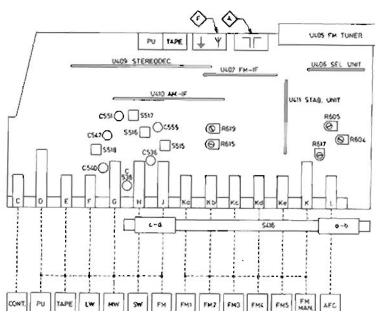 F A
PU TAPE
U405 FM TUNER
U409 STEREODEC.
U406 SEL UNIT
U407 FM-IF
U410 AM-IF
U411 STAB. UNIT
C551 S517
S516 C555
R619
R605
C547
R604
S518
S515
R615
R617
C536
C540
C
538
C D E F G H J Ka Kb Kc Kd Ke K L
c-d S436 a-b
CONT. PU TAPE LW MW SW FM FM1 FM2 FM3 FM4 FM5 FM MAN. AFC